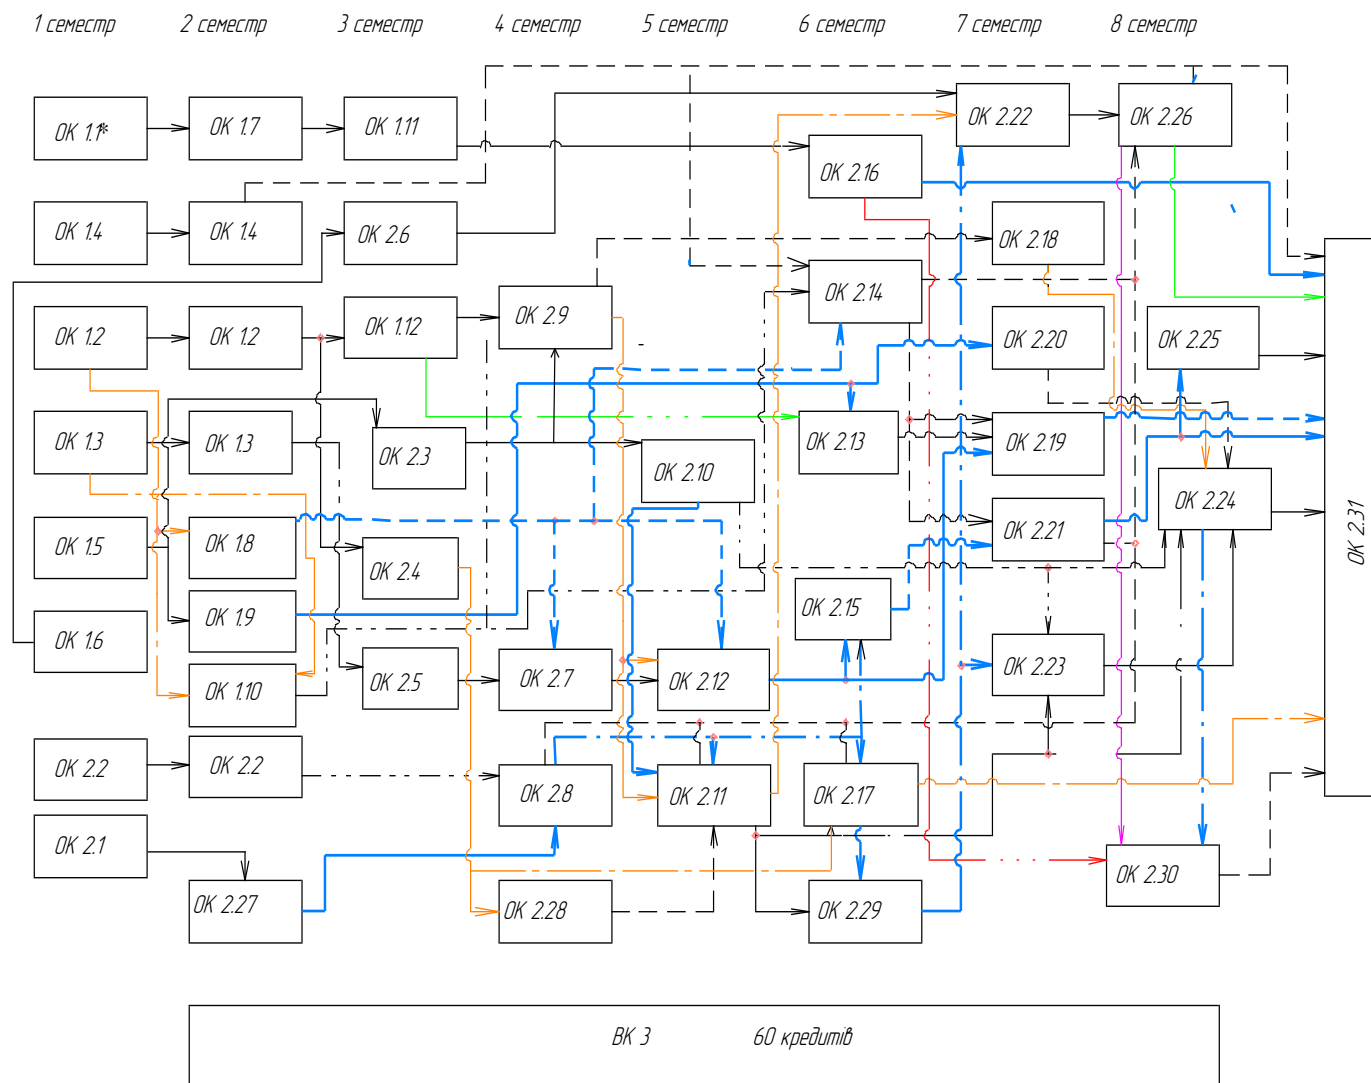 1 семестр 2 семестр 3 семестр 4 семестр 5 семестр 6 семестр 7 семестр 8 семестр
ОК 1.1* ОК 1.7 ОК 1.11 ОК 2.22 ОК 2.26
ОК 2.16
ОК 1.4 ОК 1.4 ОК 2.6 ОК 2.18
ОК 2.14
ОК 1.2 ОК 1.2 ОК 1.12 ОК 2.9 ОК 2.20 ОК 2.25
ОК 1.3 ОК 1.3 ОК 2.3 ОК 2.13 ОК 2.19
ОК 2.10
ОК 2.24
ОК 1.5 ОК 1.8 ОК 2.21
ОК 2.31
ОК 2.4
ОК 1.6 ОК 1.9 ОК 2.15
ОК 1.10 ОК 2.5 ОК 2.7 ОК 2.12 ОК 2.23
ОК 2.2 ОК 2.2
ОК 2.8 ОК 2.11 ОК 2.17
ОК 2.1
ОК 2.30
ОК 2.27 ОК 2.28 ОК 2.29
ВК 3 60 кредитів